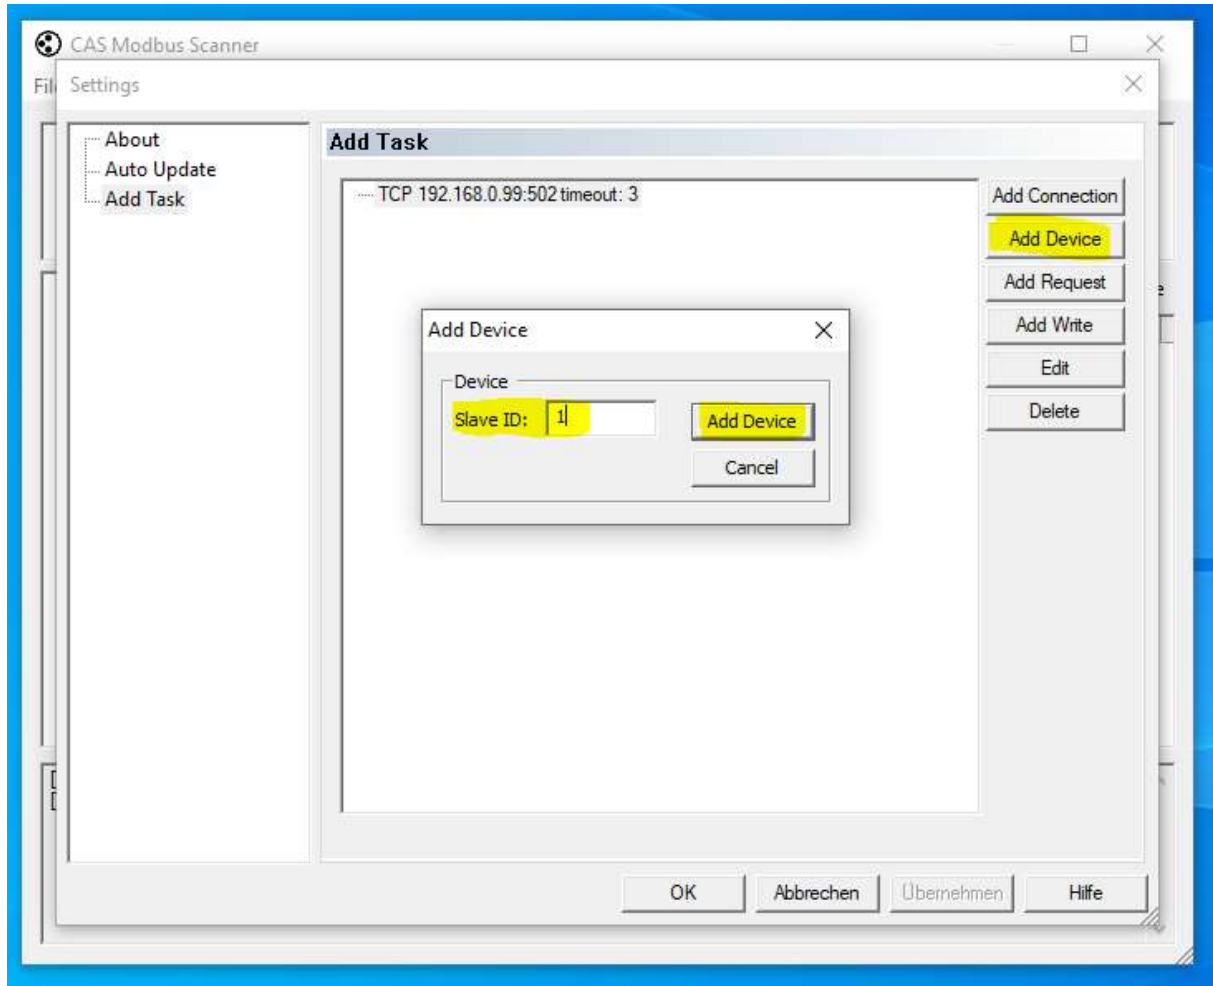 CAS Modbus Scanner
Settings
About
Auto Update
Add Task
Add Task
TCP 192.168.0.99:502 timeout: 3
Add Connection
Add Device
Add Request
Add Write
Edit
Delete
Add Device
Device
Slave ID: 1
Add Device
Cancel
OK Abbrechen Übernehmen Hilfe